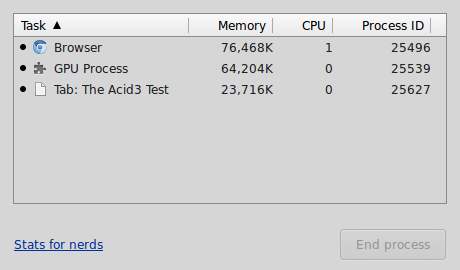 Task ▲ Memory CPU Process ID
Browser 76,468K 1 25496
GPU Process 64,204K 0 25539
Tab: The Acid3 Test 23,716K 0 25627
Stats for nerds End process